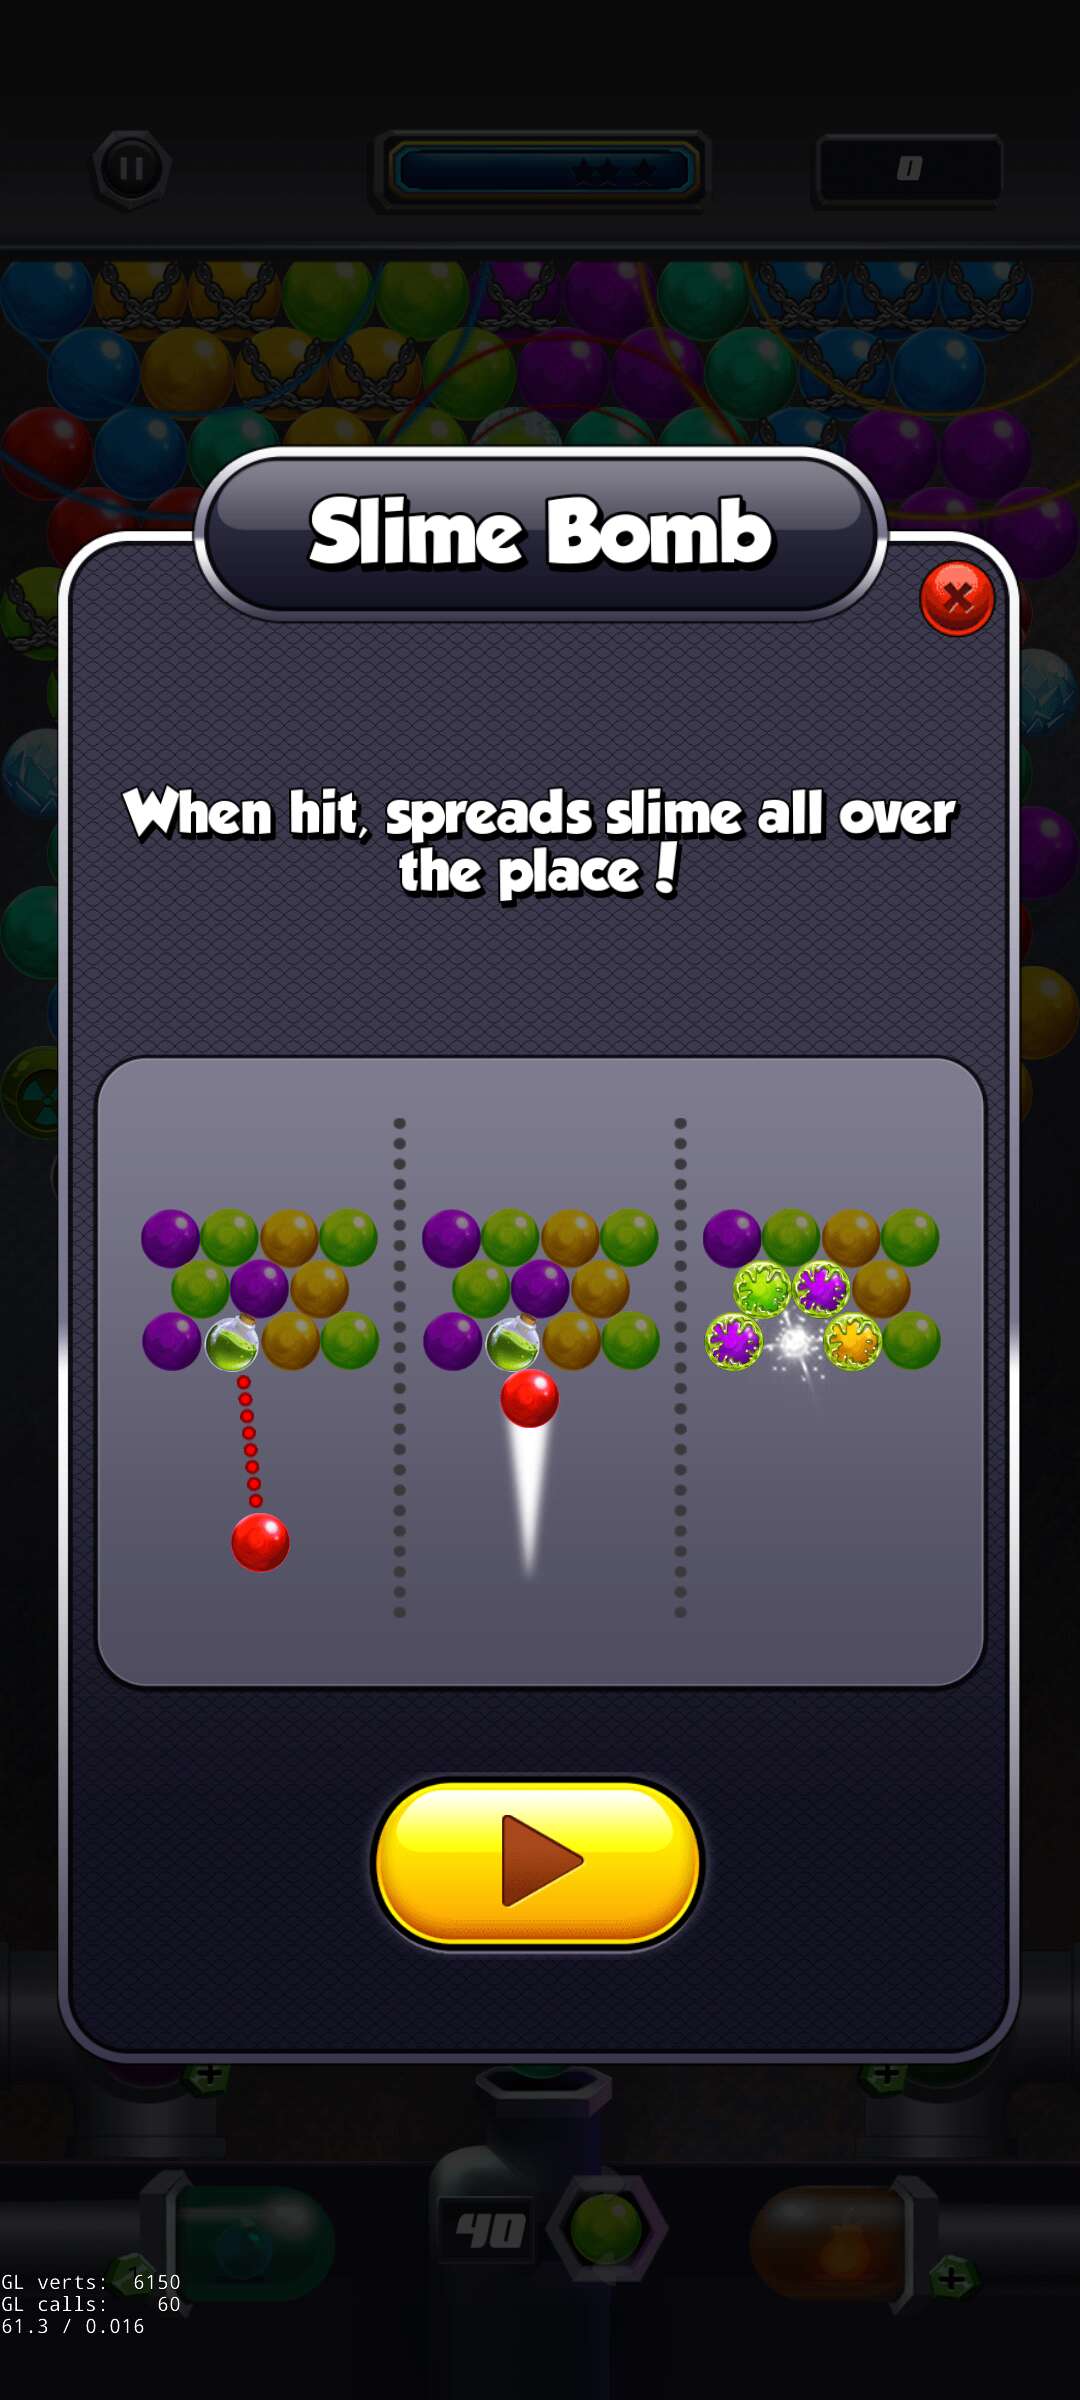 0
Slime Bomb
When hit, spreads slime all over
the place!
40
GL verts: 6150
GL calls: 60
61.3 / 0.016